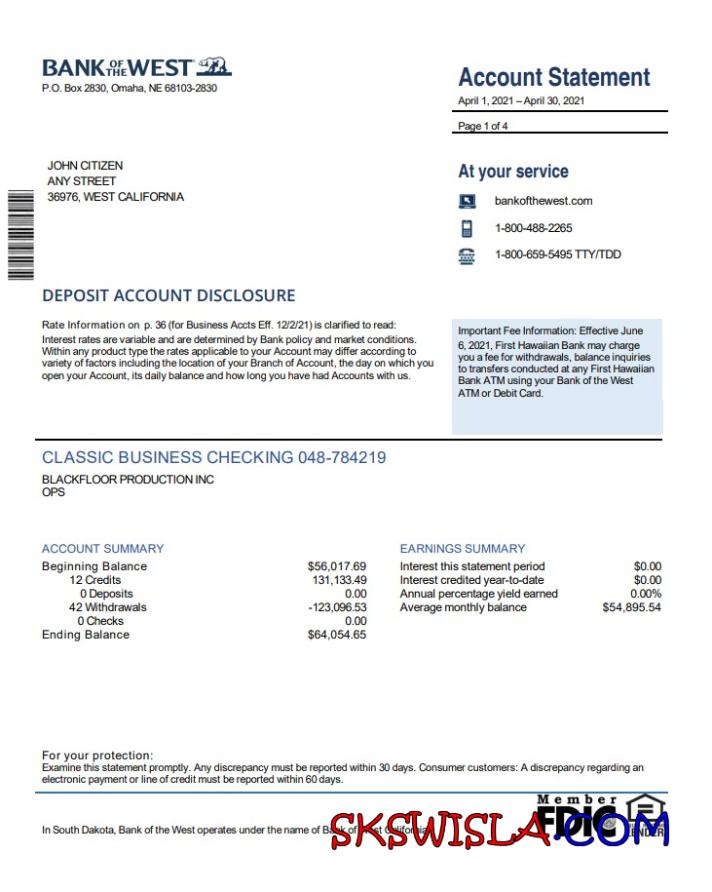 BANK OF THE WEST
P.O. Box 2830, Omaha, NE 68103-2830
Account Statement
April 1, 2021 – April 30, 2021
Page 1 of 4
JOHN CITIZEN
ANY STREET
36976, WEST CALIFORNIA
At your service
bankofthewest.com
1-800-488-2265
1-800-659-5495 TTY/TDD
DEPOSIT ACCOUNT DISCLOSURE
Rate Information on p. 36 (for Business Accts Eff. 12/2/21) is clarified to read:
Interest rates are variable and are determined by Bank policy and market conditions.
Within any product type the rates applicable to your Account may differ according to
variety of factors including the location of your Branch of Account, the day on which you
open your Account, its daily balance and how long you have had Accounts with us.
Important Fee Information: Effective June
6, 2021, First Hawaiian Bank may charge
you a fee for withdrawals, balance inquiries
to transfers conducted at any First Hawaiian
Bank ATM using your Bank of the West
ATM or Debit Card.
CLASSIC BUSINESS CHECKING 048-784219
BLACKFLOOR PRODUCTION INC
OPS
ACCOUNT SUMMARY
Beginning Balance $56,017.69
12 Credits 131,133.49
0 Deposits 0.00
42 Withdrawals -123,096.53
0 Checks 0.00
Ending Balance $64,054.65
EARNINGS SUMMARY
Interest this statement period $0.00
Interest credited year-to-date $0.00
Annual percentage yield earned 0.00%
Average monthly balance $54,895.54
For your protection:
Examine this statement promptly. Any discrepancy must be reported within 30 days. Consumer customers: A discrepancy regarding an
electronic payment or line of credit must be reported within 60 days.
In South Dakota, Bank of the West operates under the name of Bank of West California.
Member
FDIC
LENDER
SKSWISLA.COM